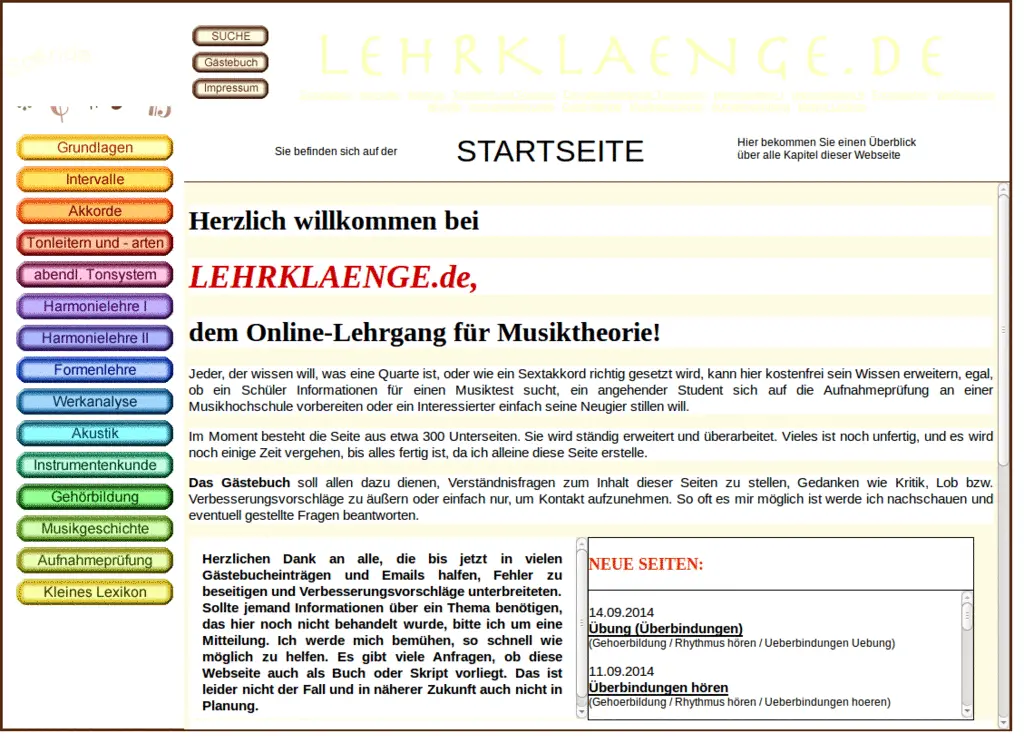 SUCHE
Gästebuch
Impressum
LEHRKLAENGE.DE
Sie befinden sich auf der
STARTSEITE
Hier bekommen Sie einen Überblick
über alle Kapitel dieser Webseite
Grundlagen
Intervalle
Akkorde
Tonleitern und - arten
abendl. Tonsystem
Harmonielehre I
Harmonielehre II
Formenlehre
Werkanalyse
Akustik
Instrumentenkunde
Gehörbildung
Musikgeschichte
Aufnahmeprüfung
Kleines Lexikon
Herzlich willkommen bei
LEHRKLAENGE.de,
dem Online-Lehrgang für Musiktheorie!
Jeder, der wissen will, was eine Quarte ist, oder wie ein Sextakkord richtig gesetzt wird, kann hier kostenfrei sein Wissen erweitern, egal,
ob ein Schüler Informationen für einen Musiktest sucht, ein angehender Student sich auf die Aufnahmeprüfung an einer
Musikhochschule vorbereiten oder ein Interessierter einfach seine Neugier stillen will.
Im Moment besteht die Seite aus etwa 300 Unterseiten. Sie wird ständig erweitert und überarbeitet. Vieles ist noch unfertig, und es wird
noch einige Zeit vergehen, bis alles fertig ist, da ich alleine diese Seite erstelle.
Das Gästebuch soll allen dazu dienen, Verständnisfragen zum Inhalt dieser Seiten zu stellen, Gedanken wie Kritik, Lob bzw.
Verbesserungsvorschläge zu äußern oder einfach nur, um Kontakt aufzunehmen. So oft es mir möglich ist werde ich nachschauen und
eventuell gestellte Fragen beantworten.
Herzlichen Dank an alle, die bis jetzt in vielen
Gästebucheinträgen und Emails halfen, Fehler zu
beseitigen und Verbesserungsvorschläge unterbreiteten.
Sollte jemand Informationen über ein Thema benötigen,
das hier noch nicht behandelt wurde, bitte ich um eine
Mitteilung. Ich werde mich bemühen, so schnell wie
möglich zu helfen. Es gibt viele Anfragen, ob diese
Webseite auch als Buch oder Skript vorliegt. Das ist
leider nicht der Fall und in näherer Zukunft auch nicht in
Planung.
NEUE SEITEN:
14.09.2014
Übung (Überbindungen)
(Gehoerbildung / Rhythmus hören / Ueberbindungen Uebung)
11.09.2014
Überbindungen hören
(Gehoerbildung / Rhythmus hören / Ueberbindungen hoeren)